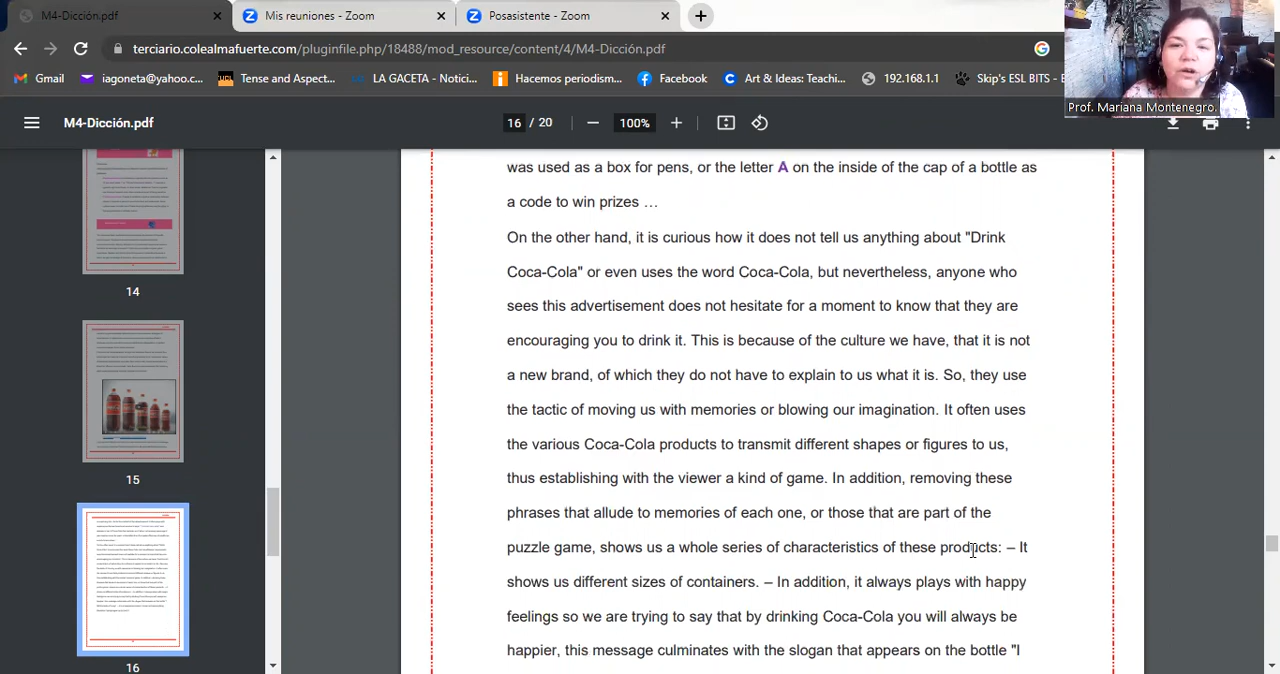 M4-Dicción.pdf
Mis reuniones - Zoom
Posasistente - Zoom
terciario.colealmafuerte.com/pluginfile.php/18488/mod_resource/content/4/M4-Dicción.pdf
Gmail
iagoneta@yahoo.c...
Tense and Aspect...
LA GACETA - Notici...
Hacemos periodism...
Facebook
Art & Ideas: Teachi...
192.168.1.1
Skip's ESL BITS - E
Prof. Mariana Montenegro.
M4-Dicción.pdf
16 / 20
100%
14
15
16
was used as a box for pens, or the letter A on the inside of the cap of a bottle as
a code to win prizes …
On the other hand, it is curious how it does not tell us anything about "Drink
Coca-Cola" or even uses the word Coca-Cola, but nevertheless, anyone who
sees this advertisement does not hesitate for a moment to know that they are
encouraging you to drink it. This is because of the culture we have, that it is not
a new brand, of which they do not have to explain to us what it is. So, they use
the tactic of moving us with memories or blowing our imagination. It often uses
the various Coca-Cola products to transmit different shapes or figures to us,
thus establishing with the viewer a kind of game. In addition, removing these
phrases that allude to memories of each one, or those that are part of the
puzzle game, shows us a whole series of characteristics of these products: – It
shows us different sizes of containers. – In addition, it always plays with happy
feelings so we are trying to say that by drinking Coca-Cola you will always be
happier, this message culminates with the slogan that appears on the bottle "I